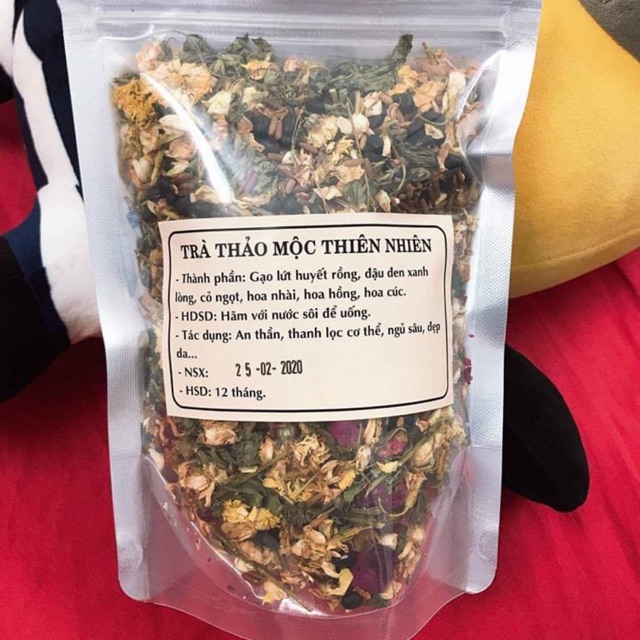 TRÀ THẢO MỘC THIÊN NHIÊN
- Thành phần: Gạo lứt huyết rồng, đậu đen xanh
lòng, cỏ ngọt, hoa nhài, hoa hồng, hoa cúc.
- HDSD: Hãm với nước sôi để uống.
- Tác dụng: An thần, thanh lọc cơ thể, ngủ sâu, đẹp
da...
- NSX: 25-02-2020
- HSD: 12 tháng.